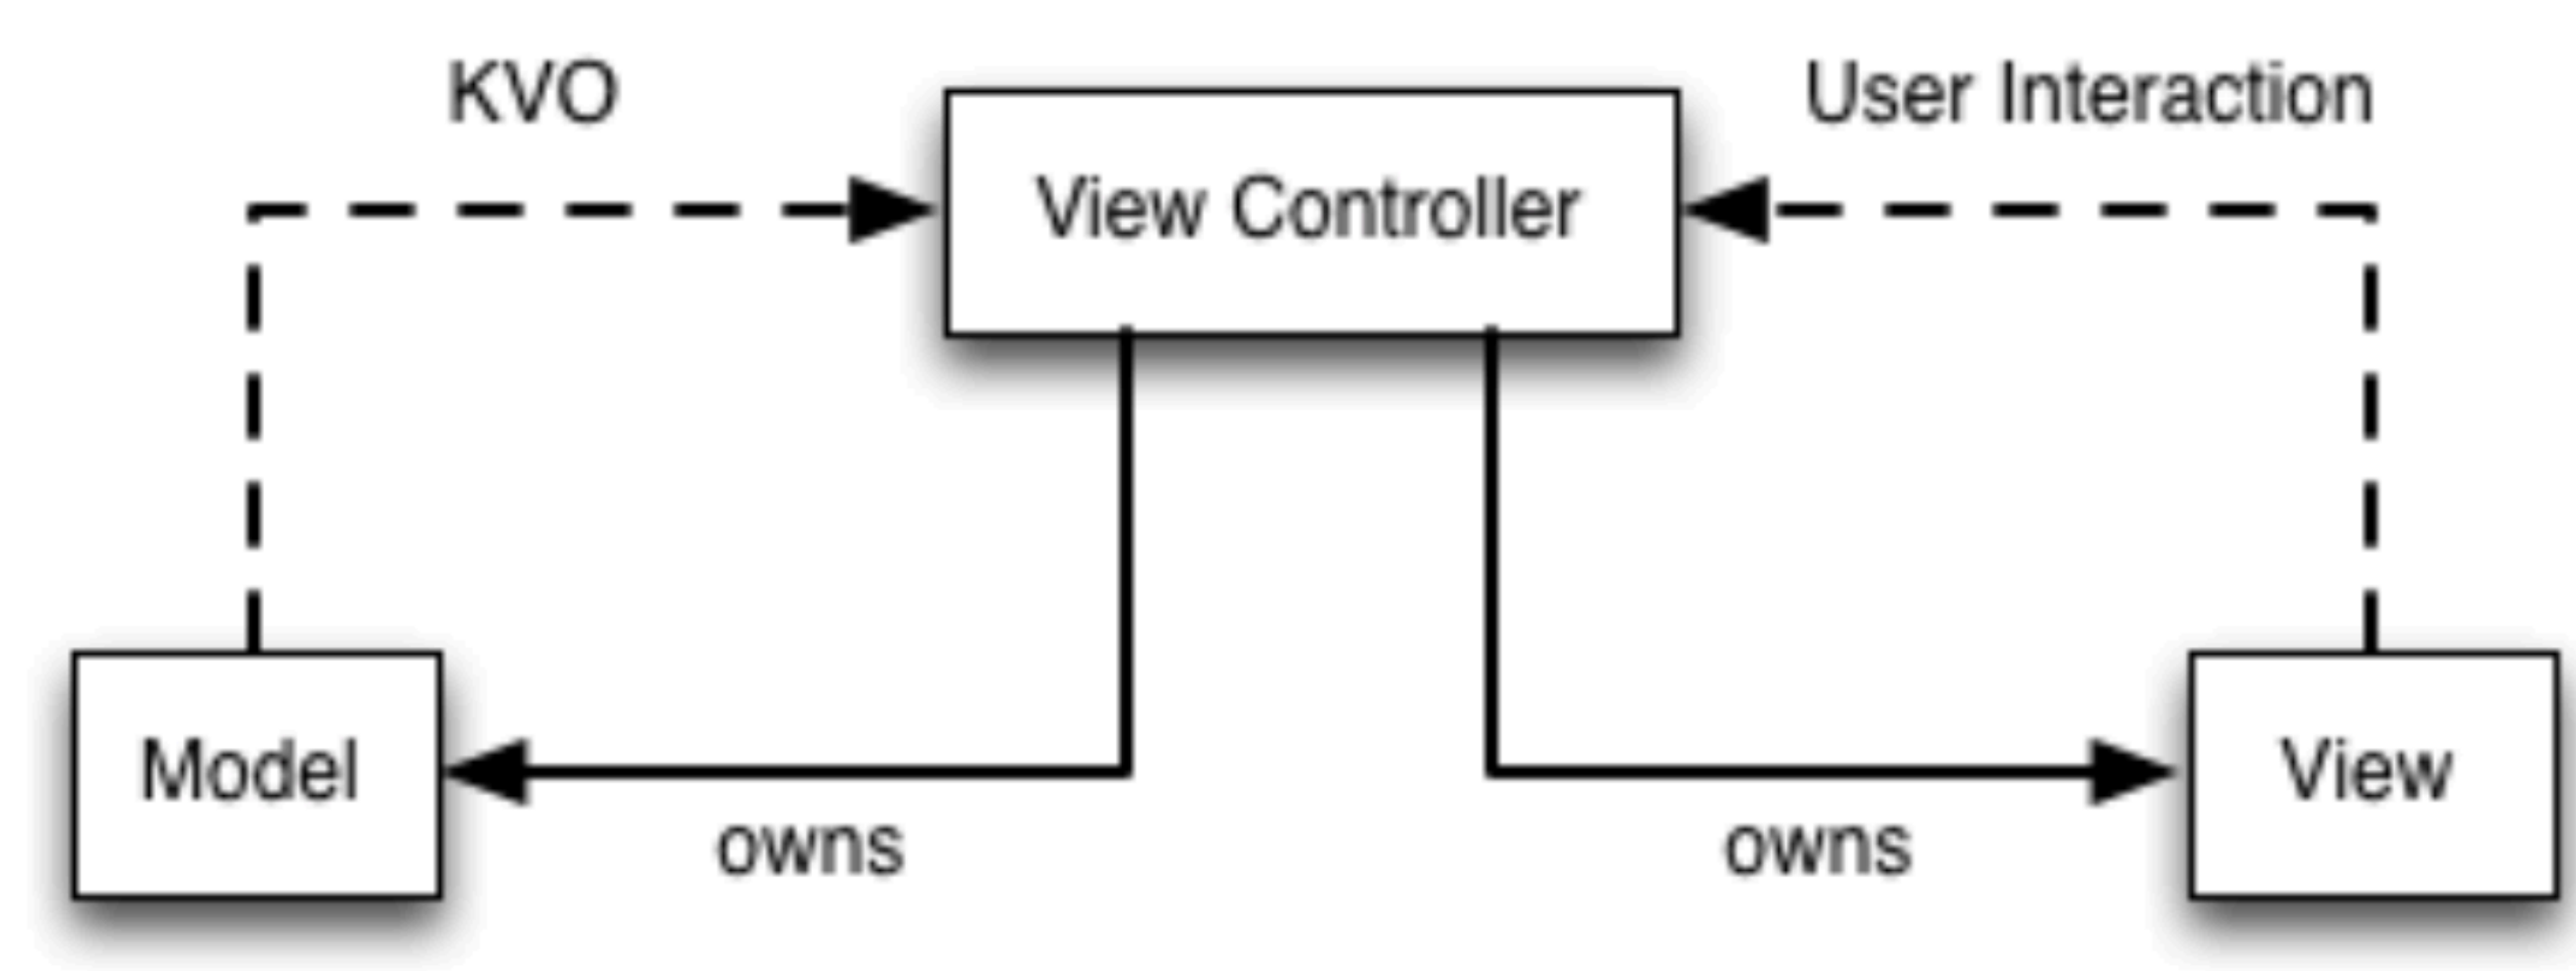 KVO
User Interaction
View Controller
Model
View
owns
owns